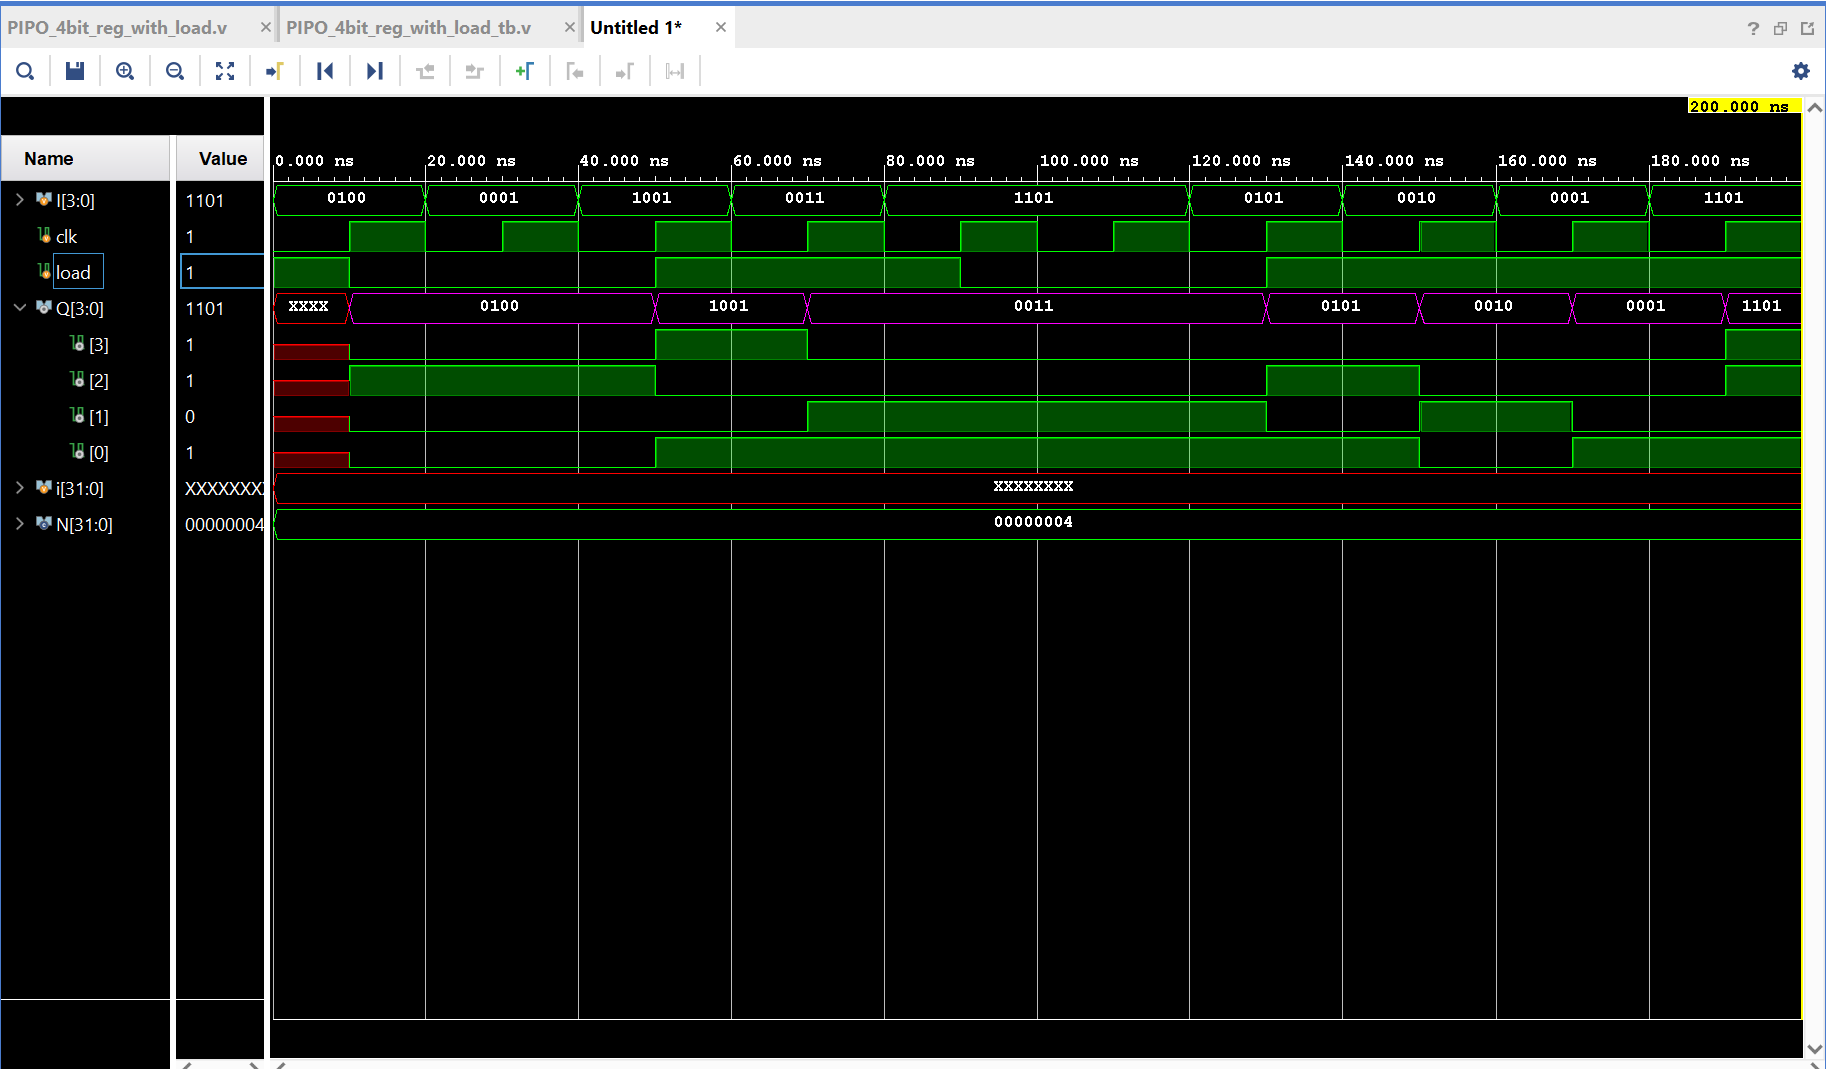 PIPO_4bit_reg_with_load.v × PIPO_4bit_reg_with_load_tb.v × Untitled 1* ×
200.000 ns
Name Value
0.000 ns 20.000 ns 40.000 ns 60.000 ns 80.000 ns 100.000 ns 120.000 ns 140.000 ns 160.000 ns 180.000 ns
I[3:0] 1101 0100 0001 1001 0011 1101 0101 0010 0001 1101
clk 1
load 1
Q[3:0] 1101 XXXX 0100 1001 0011 0101 0010 0001 1101
[3] 1
[2] 1
[1] 0
[0] 1
i[31:0] XXXXXXXX XXXXXXXX
N[31:0] 00000004 00000004